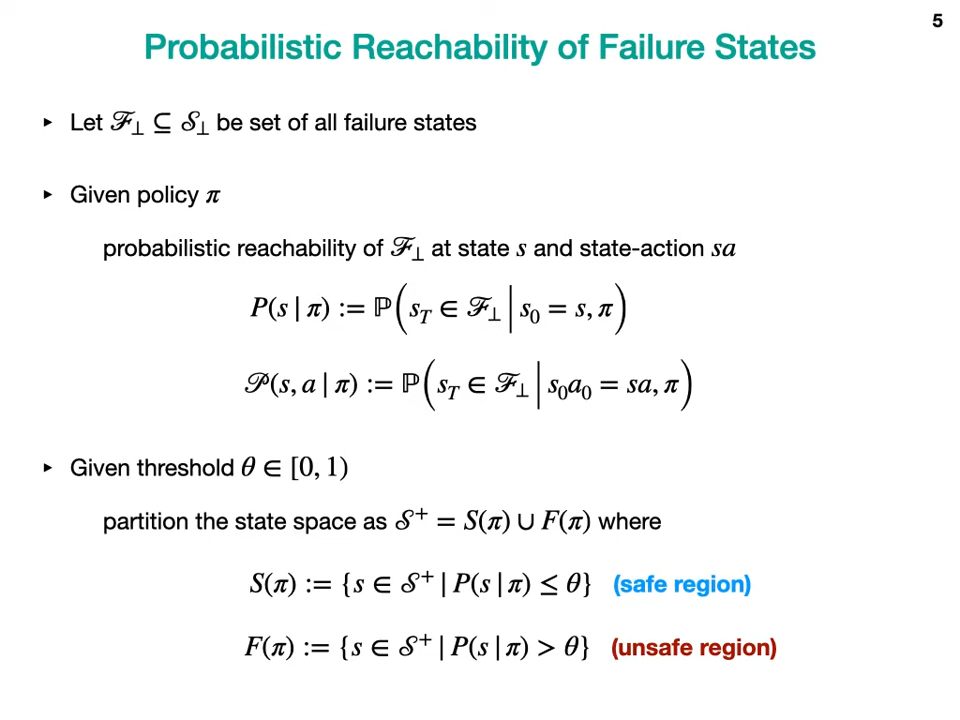 5
Probabilistic Reachability of Failure States
▸ Let ℱ⊥ ⊆ 𝒮⊥ be set of all failure states
▸ Given policy π
probabilistic reachability of ℱ⊥ at state s and state-action sa
P(s | π) := ℙ(s_T ∈ ℱ⊥ | s_0 = s, π)
𝒫(s, a | π) := ℙ(s_T ∈ ℱ⊥ | s_0a_0 = sa, π)
▸ Given threshold θ ∈ [0, 1)
partition the state space as 𝒮⁺ = S(π) ∪ F(π) where
S(π) := {s ∈ 𝒮⁺ | P(s | π) ≤ θ} (safe region)
F(π) := {s ∈ 𝒮⁺ | P(s | π) > θ} (unsafe region)